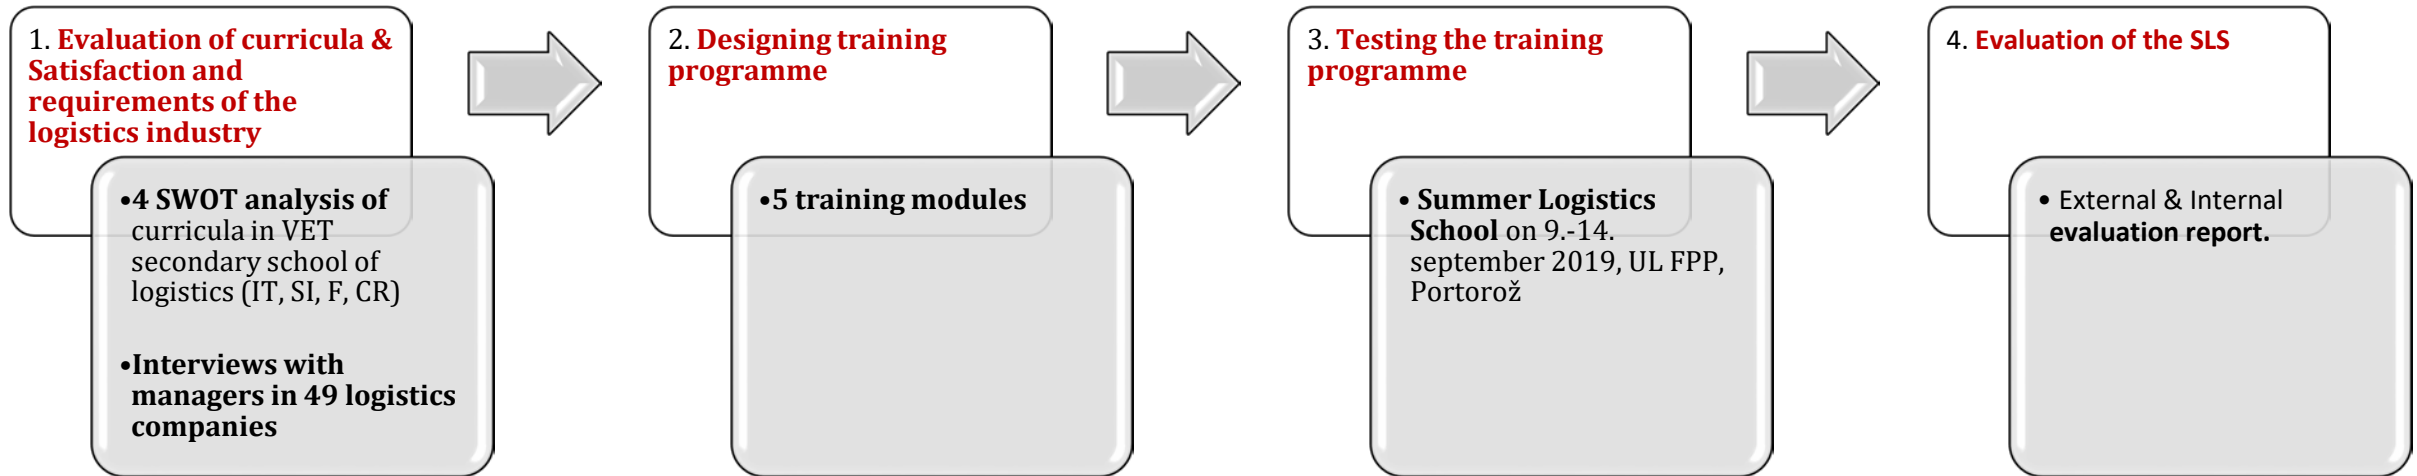 1. Evaluation of curricula &
Satisfaction and
requirements of the
logistics industry
•4 SWOT analysis of
curricula in VET
secondary school of
logistics (IT, SI, F, CR)
•Interviews with
managers in 49 logistics
companies
2. Designing training
programme
•5 training modules
3. Testing the training
programme
• Summer Logistics
School on 9.-14.
september 2019, UL FPP,
Portorož
4. Evaluation of the SLS
• External & Internal
evaluation report.